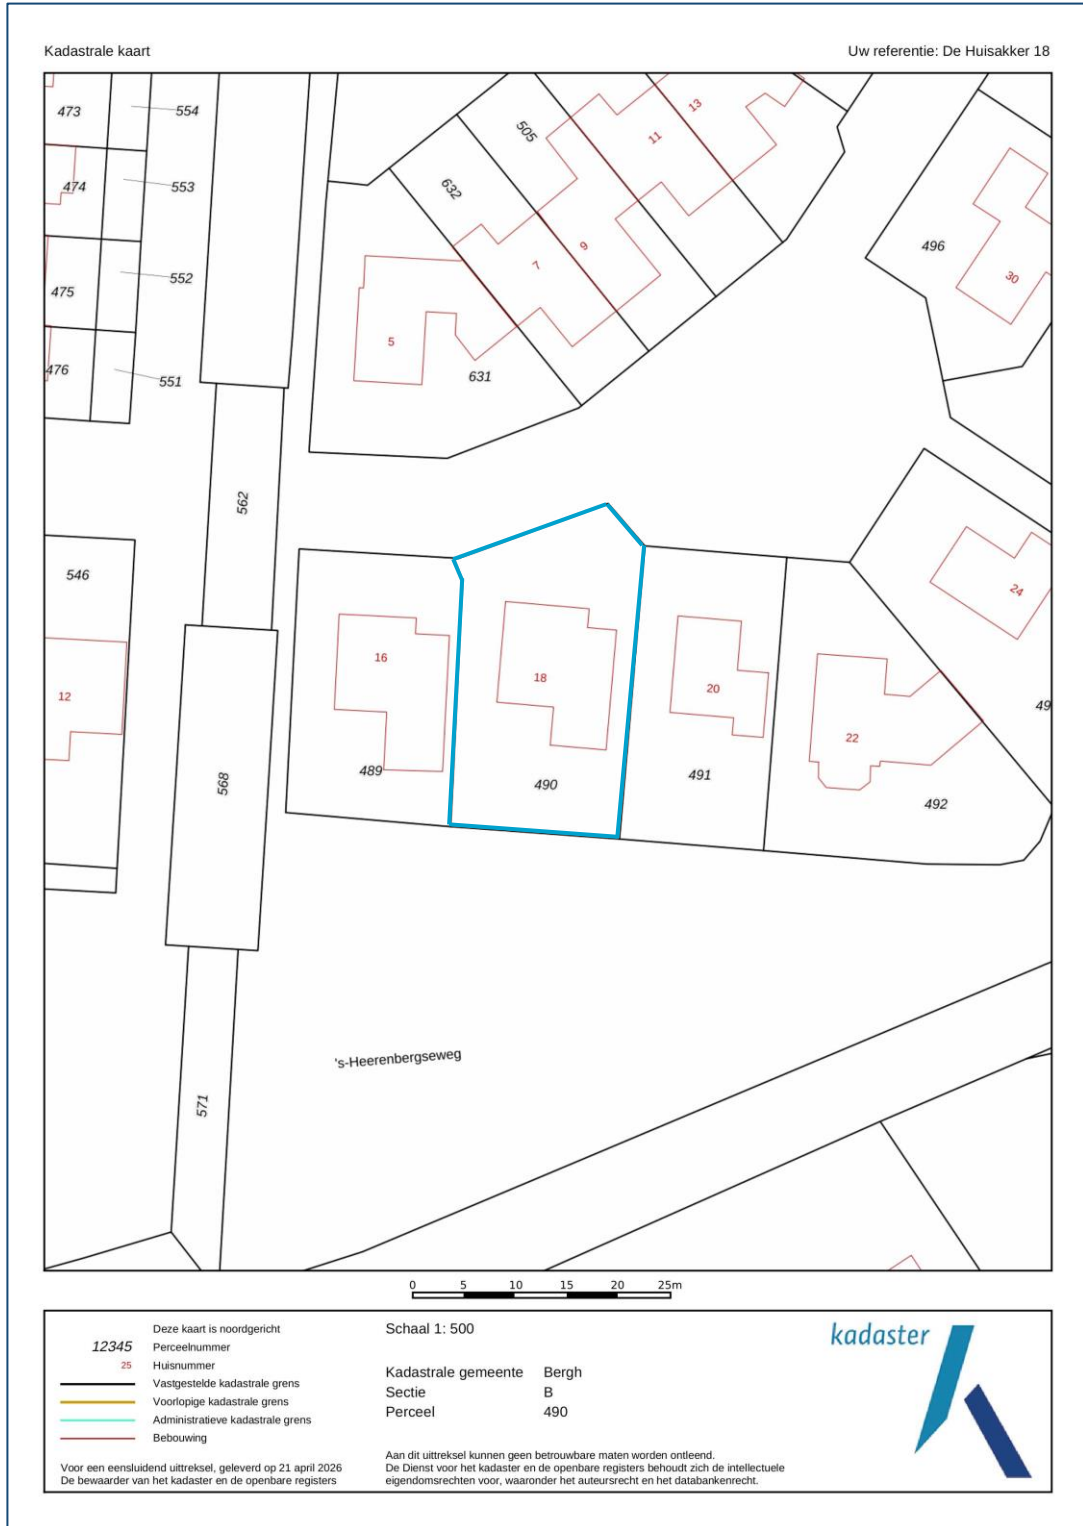 Kadastrale kaart
Uw referentie: De Huisakker 18
473
554
474
553
475
552
476
551
505
632
13
11
9
7
5
631
496
30
562
546
12
568
16
489
18
490
20
491
22
492
24
49
's-Heerenbergseweg
571
0 5 10 15 20 25m
Deze kaart is noordgericht
12345 Perceelnummer
25 Huisnummer
Vastgestelde kadastrale grens
Voorlopige kadastrale grens
Administratieve kadastrale grens
Bebouwing
Voor een eensluidend uittreksel, geleverd op 21 april 2026
De bewaarder van het kadaster en de openbare registers
Schaal 1: 500
Kadastrale gemeente Bergh
Sectie B
Perceel 490
Aan dit uittreksel kunnen geen betrouwbare maten worden ontleend.
De Dienst voor het kadaster en de openbare registers behoudt zich de intellectuele
eigendomsrechten voor, waaronder het auteursrecht en het databankenrecht.
kadaster